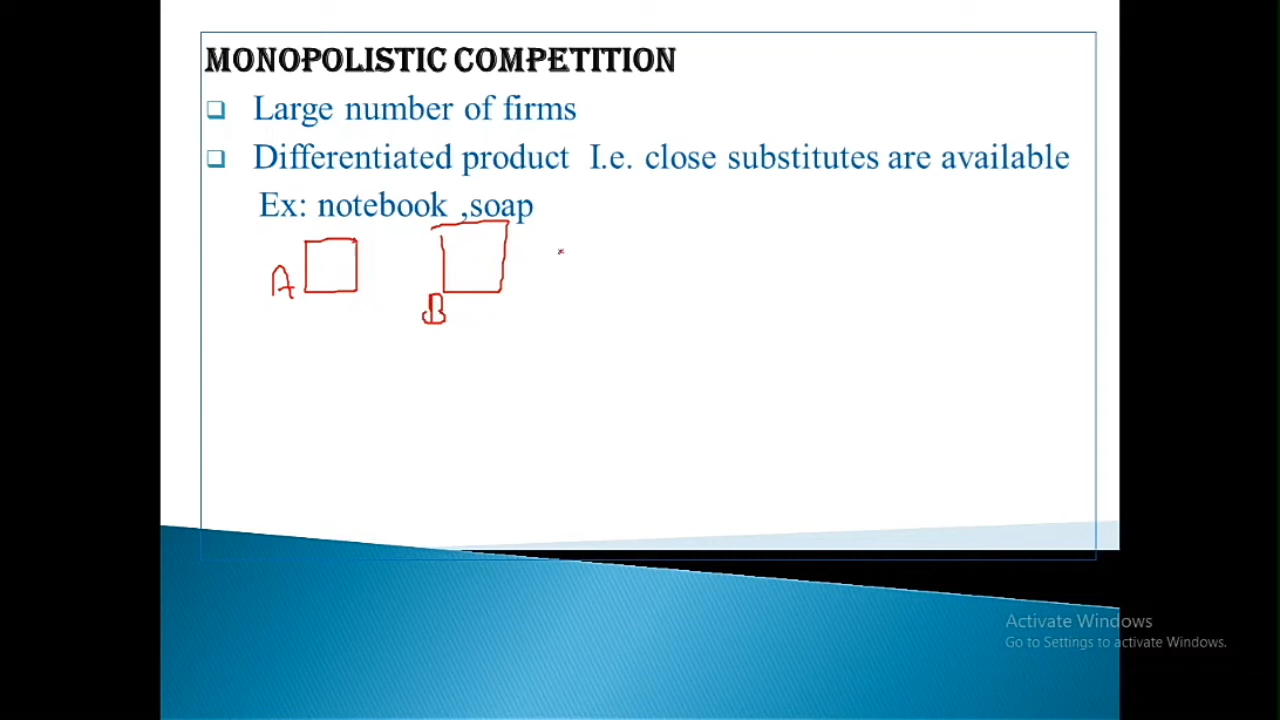 MONOPOLISTIC COMPETITION
Large number of firms
Differentiated product I.e. close substitutes are available
Ex: notebook ,soap
A
B
Activate Windows
Go to Settings to activate Windows.